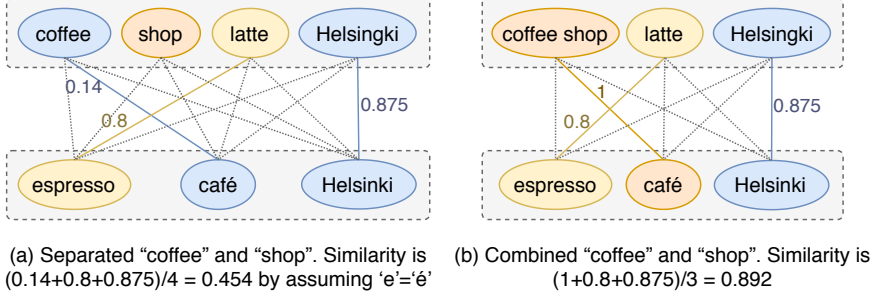 coffee shop latte Helsingki
0.14
0.8
0.875
espresso café Helsinki
(a) Separated “coffee” and “shop”. Similarity is
(0.14+0.8+0.875)/4 = 0.454 by assuming ‘e’=‘é’
coffee shop latte Helsingki
1
0.8
0.875
espresso café Helsinki
(b) Combined “coffee” and “shop”. Similarity is
(1+0.8+0.875)/3 = 0.892